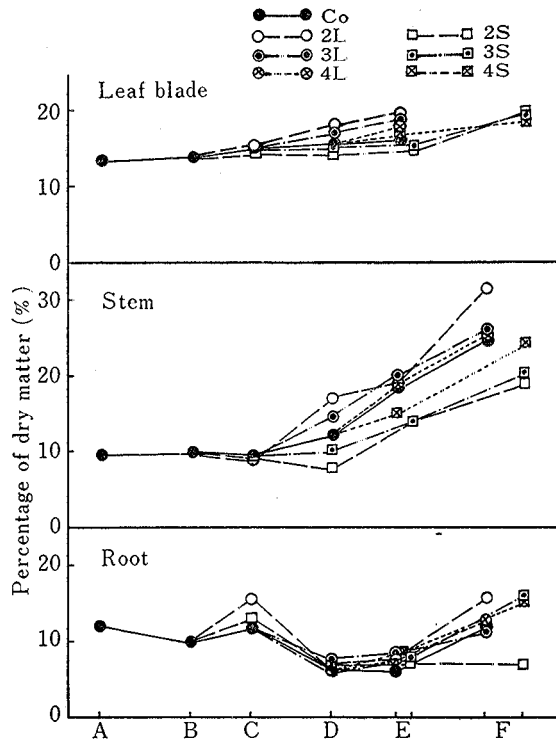 Co
2L
3L
4L
2S
3S
4S
Leaf blade
20
10
0
Stem
30
20
10
0
Root
20
10
0
Percentage of dry matter (%)
A B C D E F